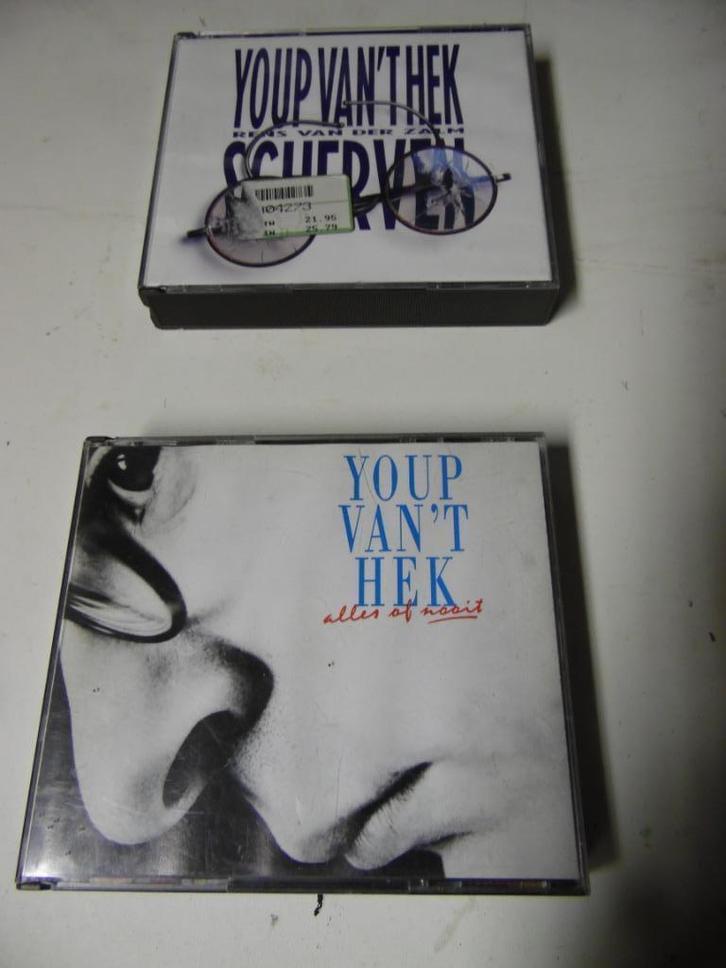 YOUP VAN'T HEK
RENS VAN DER ZALM
SCHERVEN
104273
21.95
25.79
YOUP
VAN'T
HEK
alles of nooit